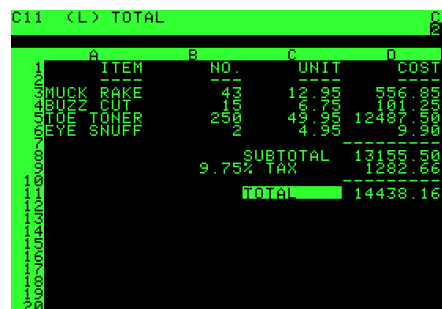 C11 (L) TOTAL C
2
A B C D
1 ITEM NO. UNIT COST
2 ---- --- ---- ----
3 MUCK RAKE 43 12.95 556.85
4 BUZZ CUT 15 6.75 101.25
5 TOE TONER 250 49.95 12487.50
6 EYE SNUFF 2 4.95 9.90
7 ---------
8 SUBTOTAL 13155.50
9 9.75% TAX 1282.66
10 ---------
11 TOTAL 14438.16
12
13
14
15
16
17
18
19
20